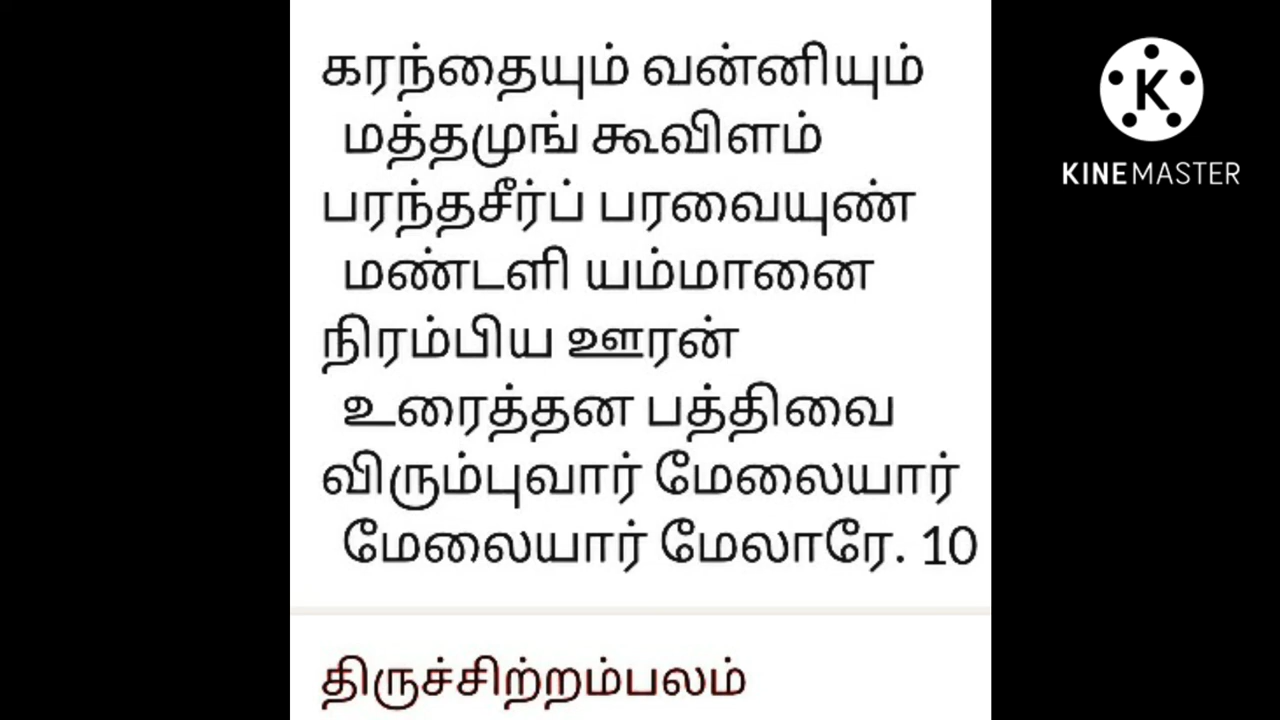 கரந்தையும் வன்னியும்
மத்தமுங் கூவிளம்
பரந்தசீர்ப் பரவையுண்
மண்டளி யம்மானை
நிரம்பிய ஊரன்
உரைத்தன பத்திவை
விரும்புவார் மேலையார்
மேலையார் மேலாரே. 10
திருச்சிற்றம்பலம்
K
KINEMASTER